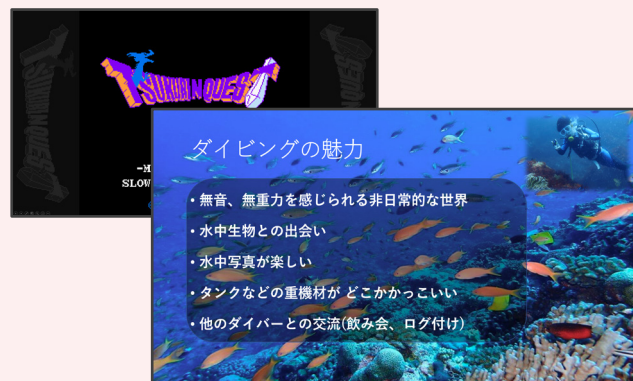 TSUKURINQUEST
-M
SLOW
ダイビングの魅力
• 無音、無重力を感じられる非日常的な世界
• 水中生物との出会い
• 水中写真が楽しい
• タンクなどの重機材が どこかかっこいい
• 他のダイバーとの交流(飲み会、ログ付け)